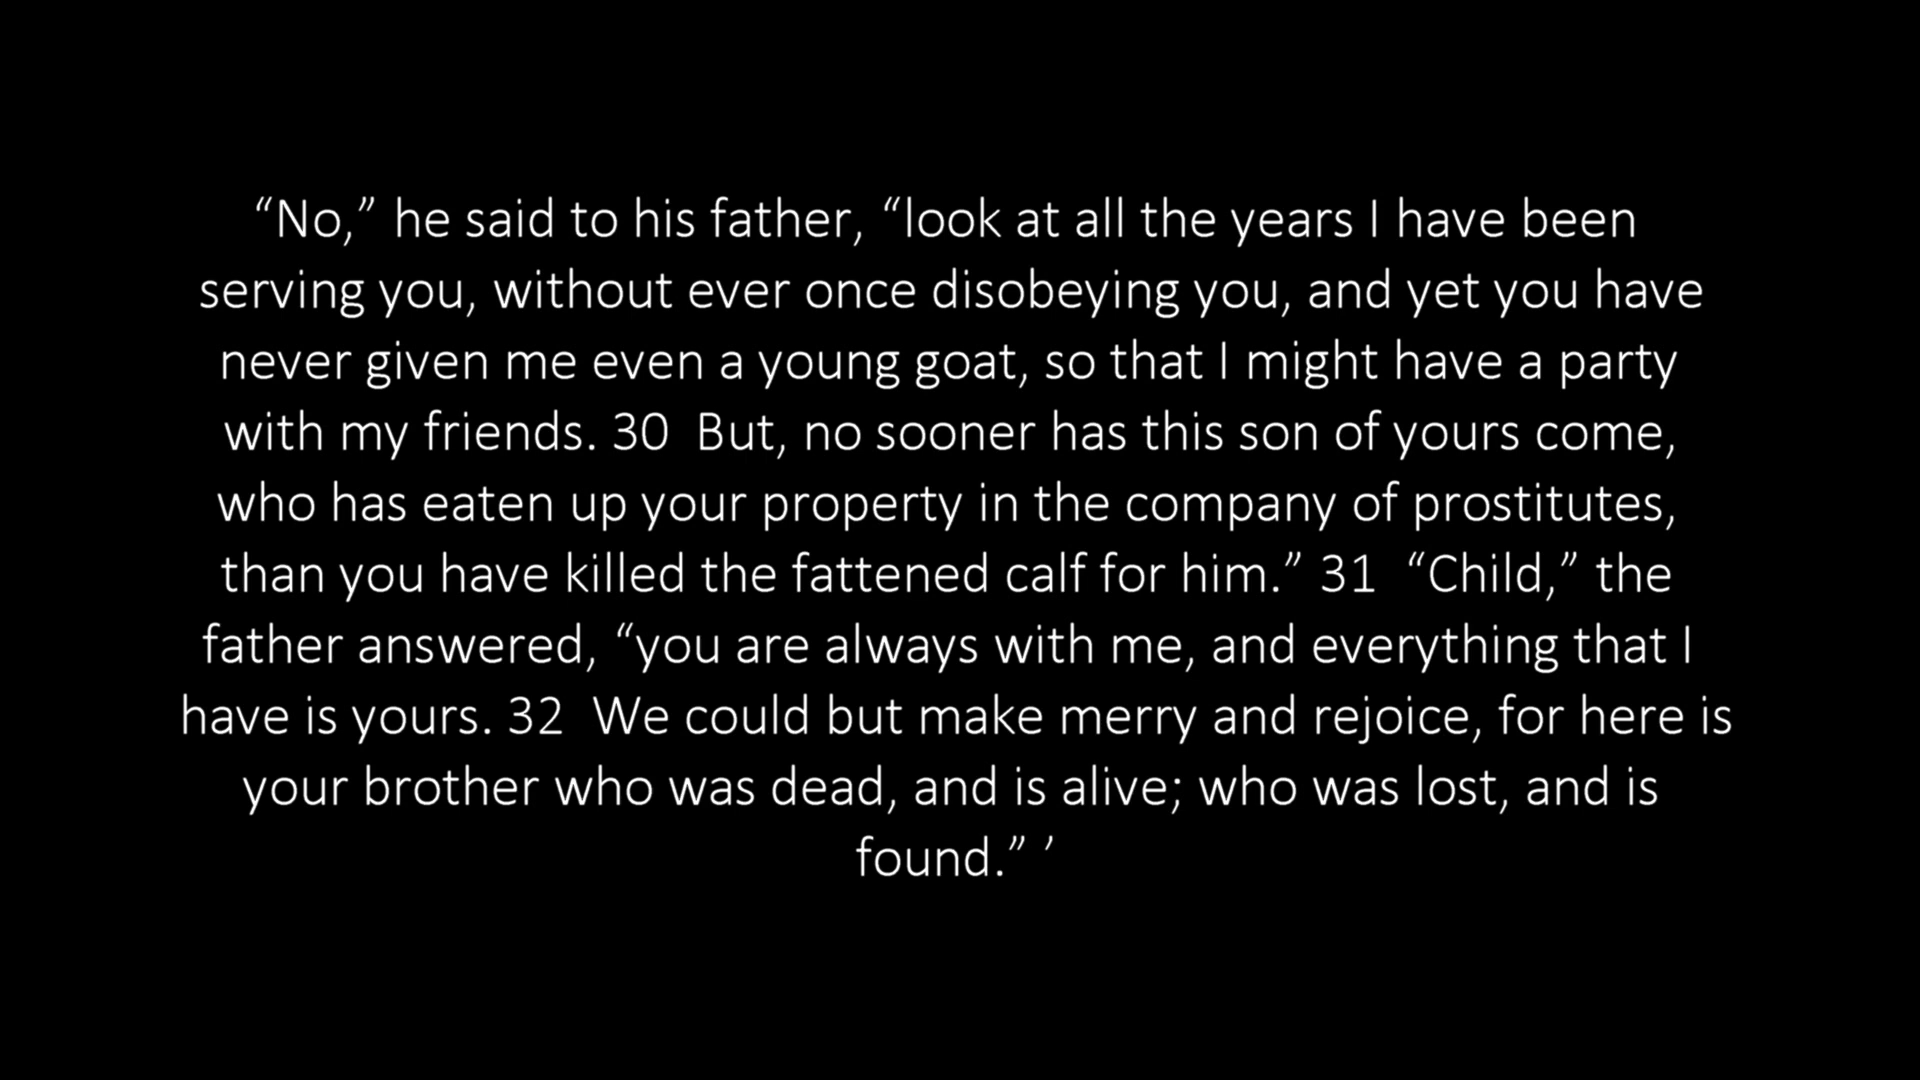 “No,” he said to his father, “look at all the years I have been
serving you, without ever once disobeying you, and yet you have
never given me even a young goat, so that I might have a party
with my friends. 30  But, no sooner has this son of yours come,
who has eaten up your property in the company of prostitutes,
than you have killed the fattened calf for him.” 31  “Child,” the
father answered, “you are always with me, and everything that I
have is yours. 32  We could but make merry and rejoice, for here is
your brother who was dead, and is alive; who was lost, and is
found.” ’